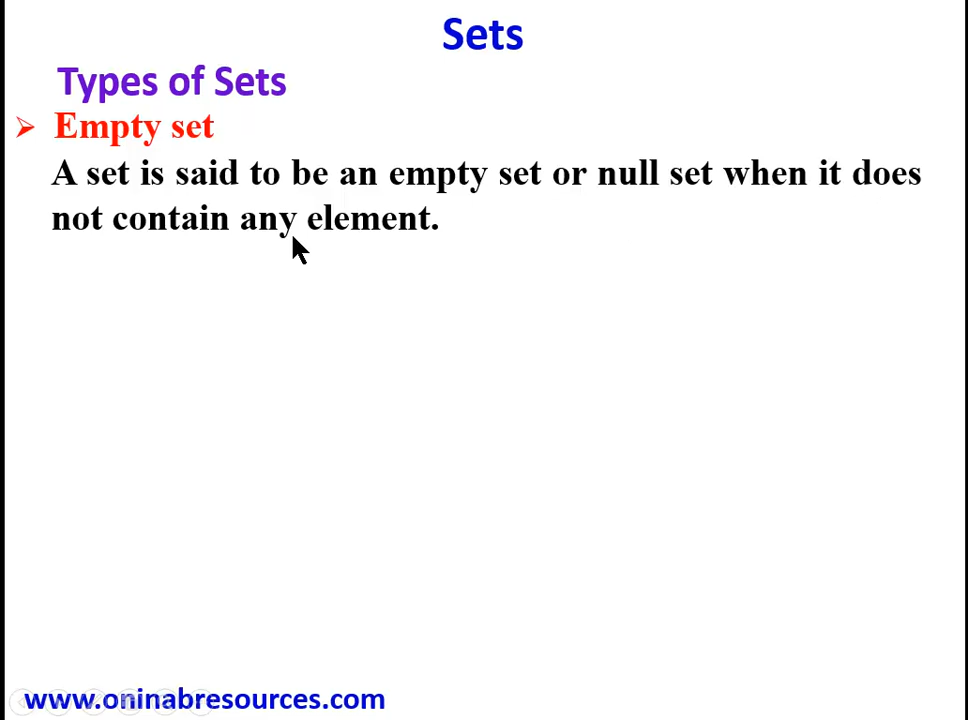 Sets
Types of Sets
Empty set
A set is said to be an empty set or null set when it does
not contain any element.
www.oninabresources.com